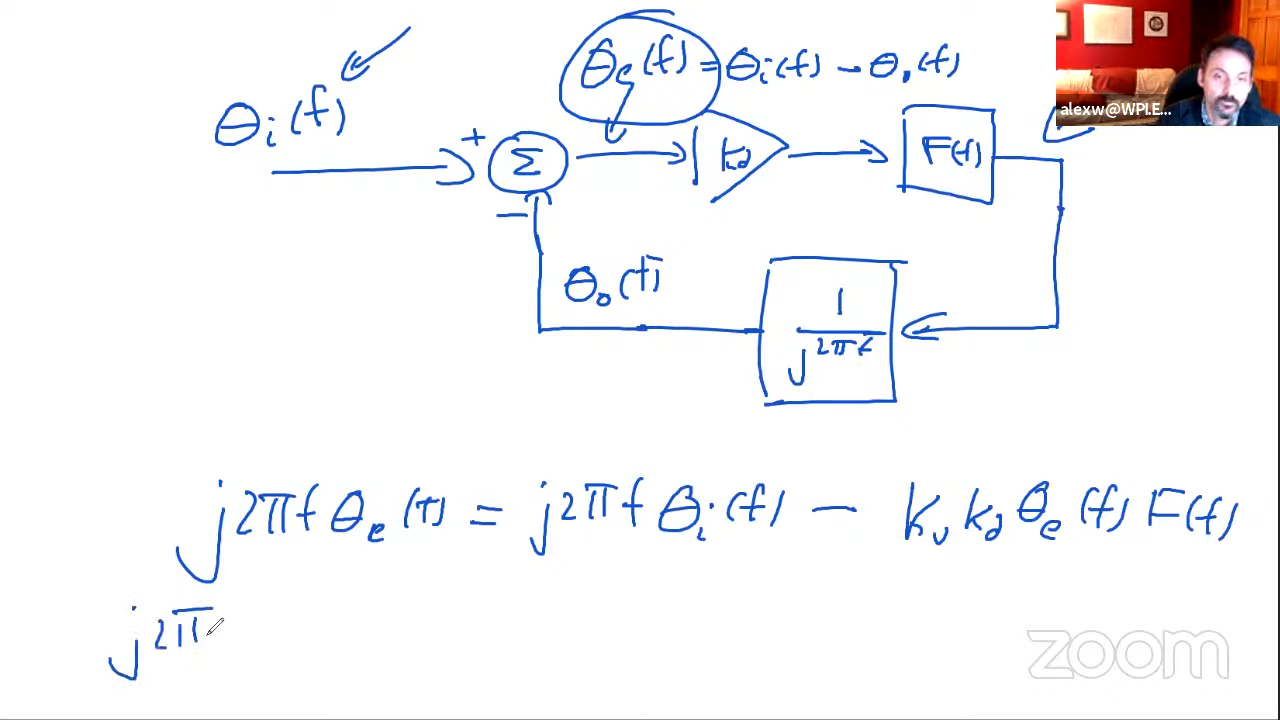 θe(f) = θi(f) - θo(f)
θi(f)
+ Σ kd F(f)
-
θo(f)
1
j2πf
j2πf θe(f) = j2πf θi(f) - kv kd θe(f) F(f)
j2π
alexw@WPI.E...
zoom